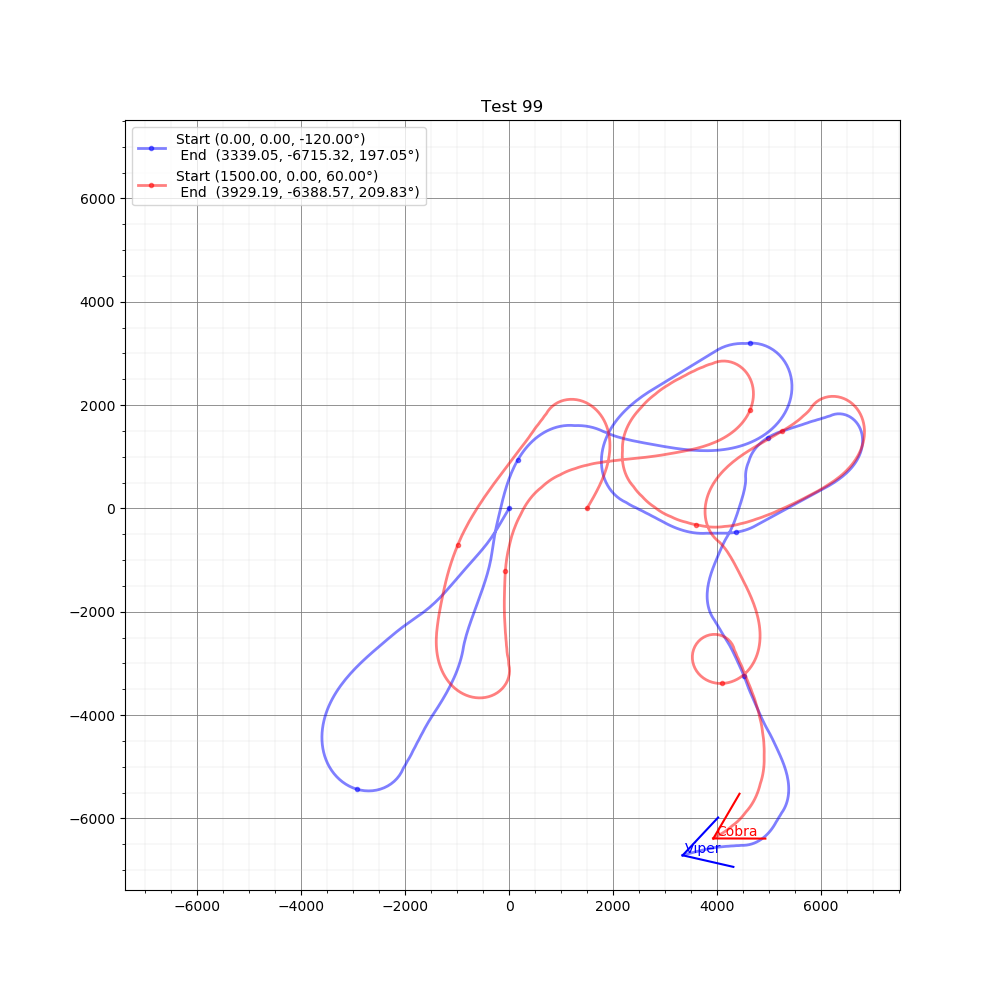 Test 99
Start (0.00, 0.00, -120.00°)
End  (3339.05, -6715.32, 197.05°)
Start (1500.00, 0.00, 60.00°)
End  (3929.19, -6388.57, 209.83°)
6000
4000
2000
0
−2000
−4000
−6000
Cobra
Viper
−6000 −4000 −2000 0 2000 4000 6000